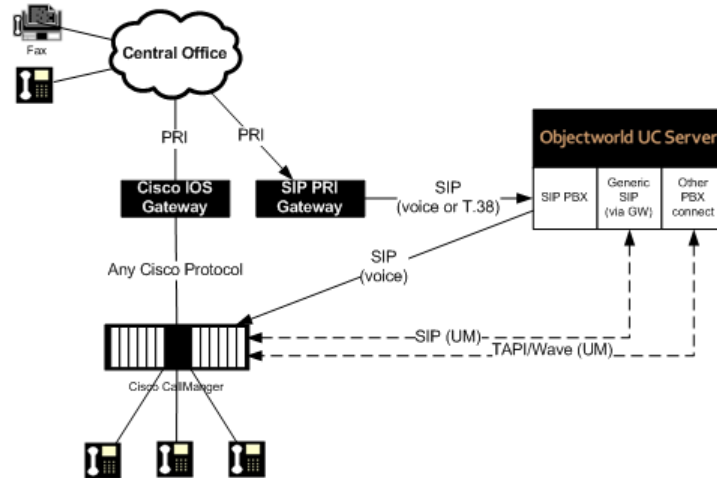 Fax
Central Office
PRI
PRI
Cisco IOS
Gateway
SIP PRI
Gateway
SIP
(voice or T.38)
Objectworld UC Server
SIP PBX
Generic
SIP
(via GW)
Other
PBX
connect
Any Cisco Protocol
SIP
(voice)
SIP (UM)
TAPI/Wave (UM)
Cisco CallManger